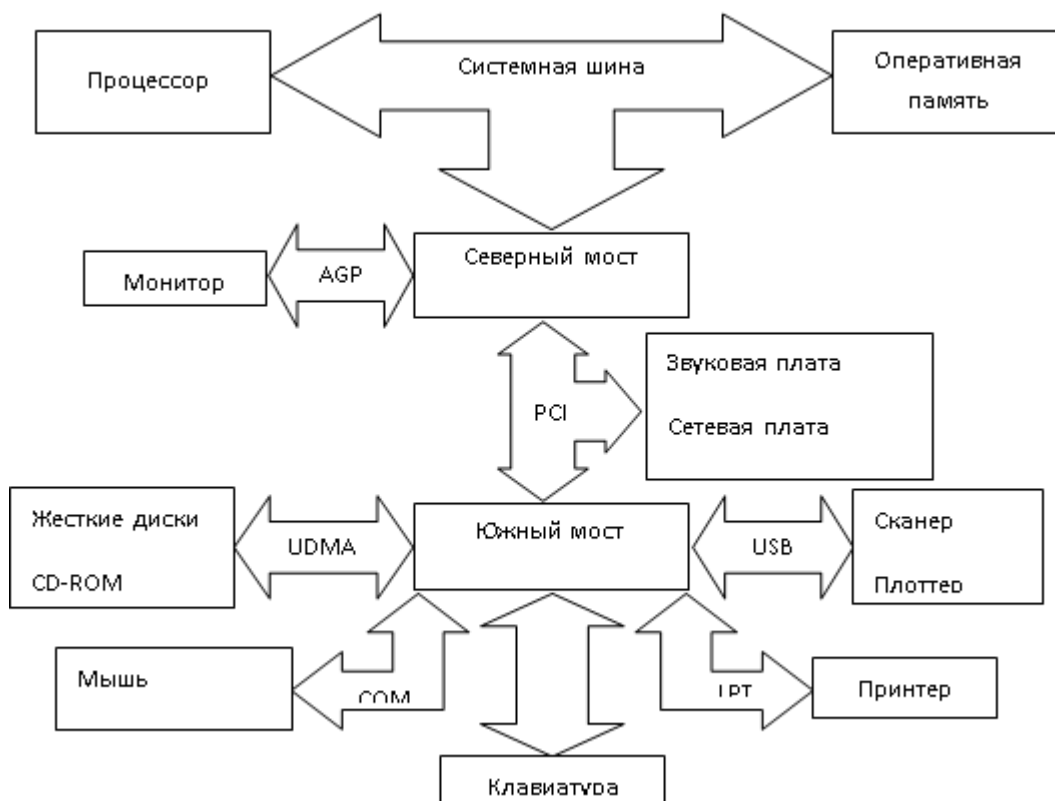 Процессор
Системная шина
Оперативная
память
Северный мост
Монитор
AGP
Звуковая плата
PCI
Сетевая плата
Жесткие диски
CD-ROM
UDMA
Южный мост
USB
Сканер
Плоттер
Мышь
COM
LPT
Принтер
Клавиатура